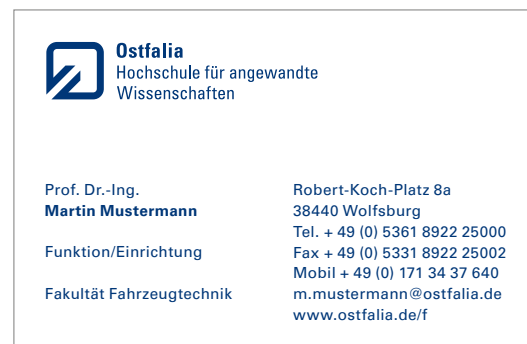 Ostfalia
Hochschule für angewandte
Wissenschaften
Prof. Dr.-Ing.
Martin Mustermann
Funktion/Einrichtung
Fakultät Fahrzeugtechnik
Robert-Koch-Platz 8a
38440 Wolfsburg
Tel. + 49 (0) 5361 8922 25000
Fax + 49 (0) 5331 8922 25002
Mobil + 49 (0) 171 34 37 640
m.mustermann@ostfalia.de
www.ostfalia.de/f